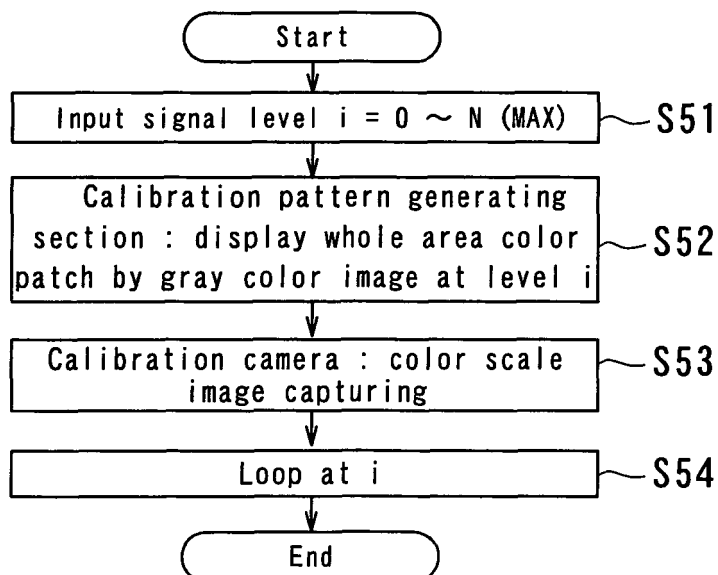 Start
Input signal level i = 0 ～ N (MAX)
S51
Calibration pattern generating
section : display whole area color
patch by gray color image at level i
S52
Calibration camera : color scale
image capturing
S53
Loop at i
S54
End